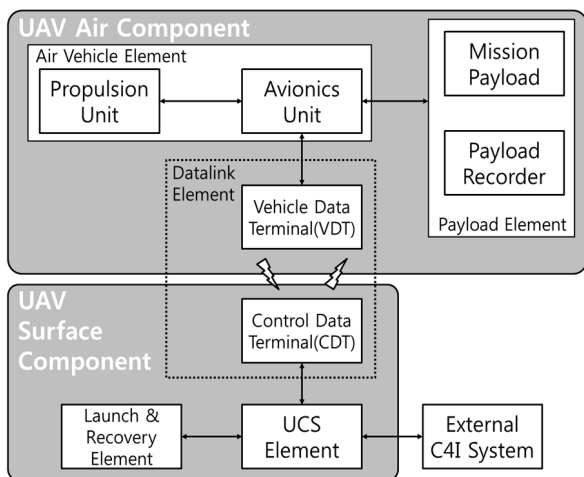 UAV Air Component
Air Vehicle Element
Propulsion
Unit
Avionics
Unit
Mission
Payload
Payload
Recorder
Payload Element
Datalink
Element
Vehicle Data
Terminal(VDT)
UAV
Surface
Component
Control Data
Terminal(CDT)
Launch &
Recovery
Element
UCS
Element
External
C4I System